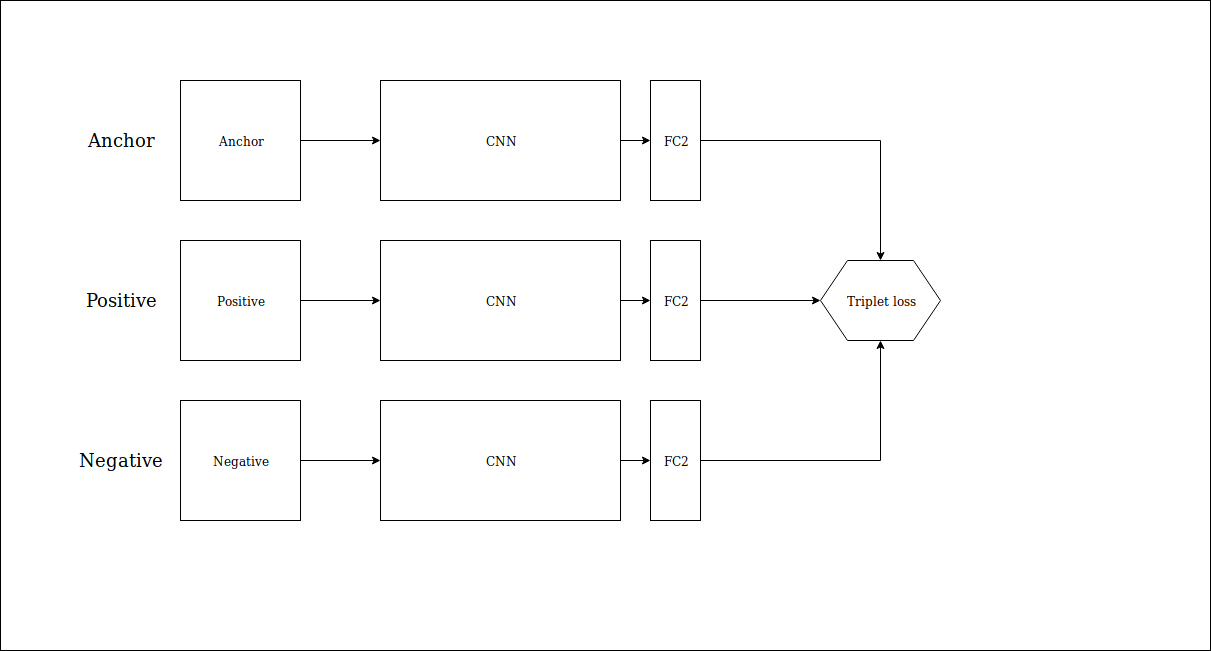 Anchor
Anchor
CNN
FC2
Positive
Positive
CNN
FC2
Triplet loss
Negative
Negative
CNN
FC2